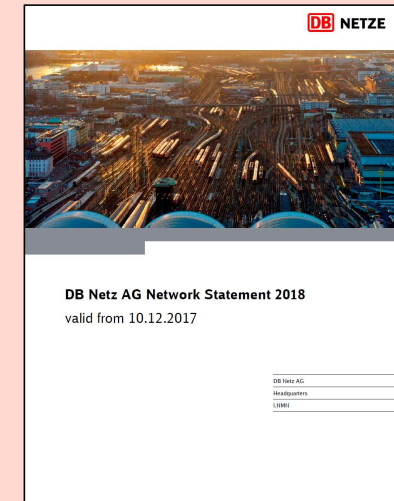 DB NETZE
DB Netz AG Network Statement 2018
valid from 10.12.2017
DB Netz AG
Headquarters
I.NMN